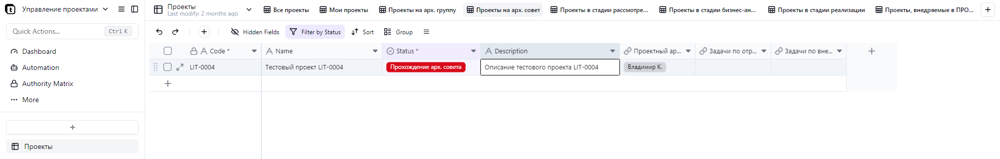 Управление проектами
Проекты
Last modify: 2 months ago
Все проекты
Мои проекты
Проекты на арх. группу
Проекты на арх. совет
Проекты в стадии рассмотре...
Проекты в стадии бизнес-ан...
Проекты в стадии реализации
Проекты, внедряемые в ПРО...
Quick Actions...
Ctrl K
Dashboard
Automation
Authority Matrix
More
Проекты
Hidden Fields
Filter by Status
Sort
Group
Code *
Name
Status *
Description
Проектный ар...
Задачи по отр...
Задачи по вне...
LIT-0004
Тестовый проект LIT-0004
Прохождение арх. совета
Описание тестового проекта LIT-0004
Владимир К.